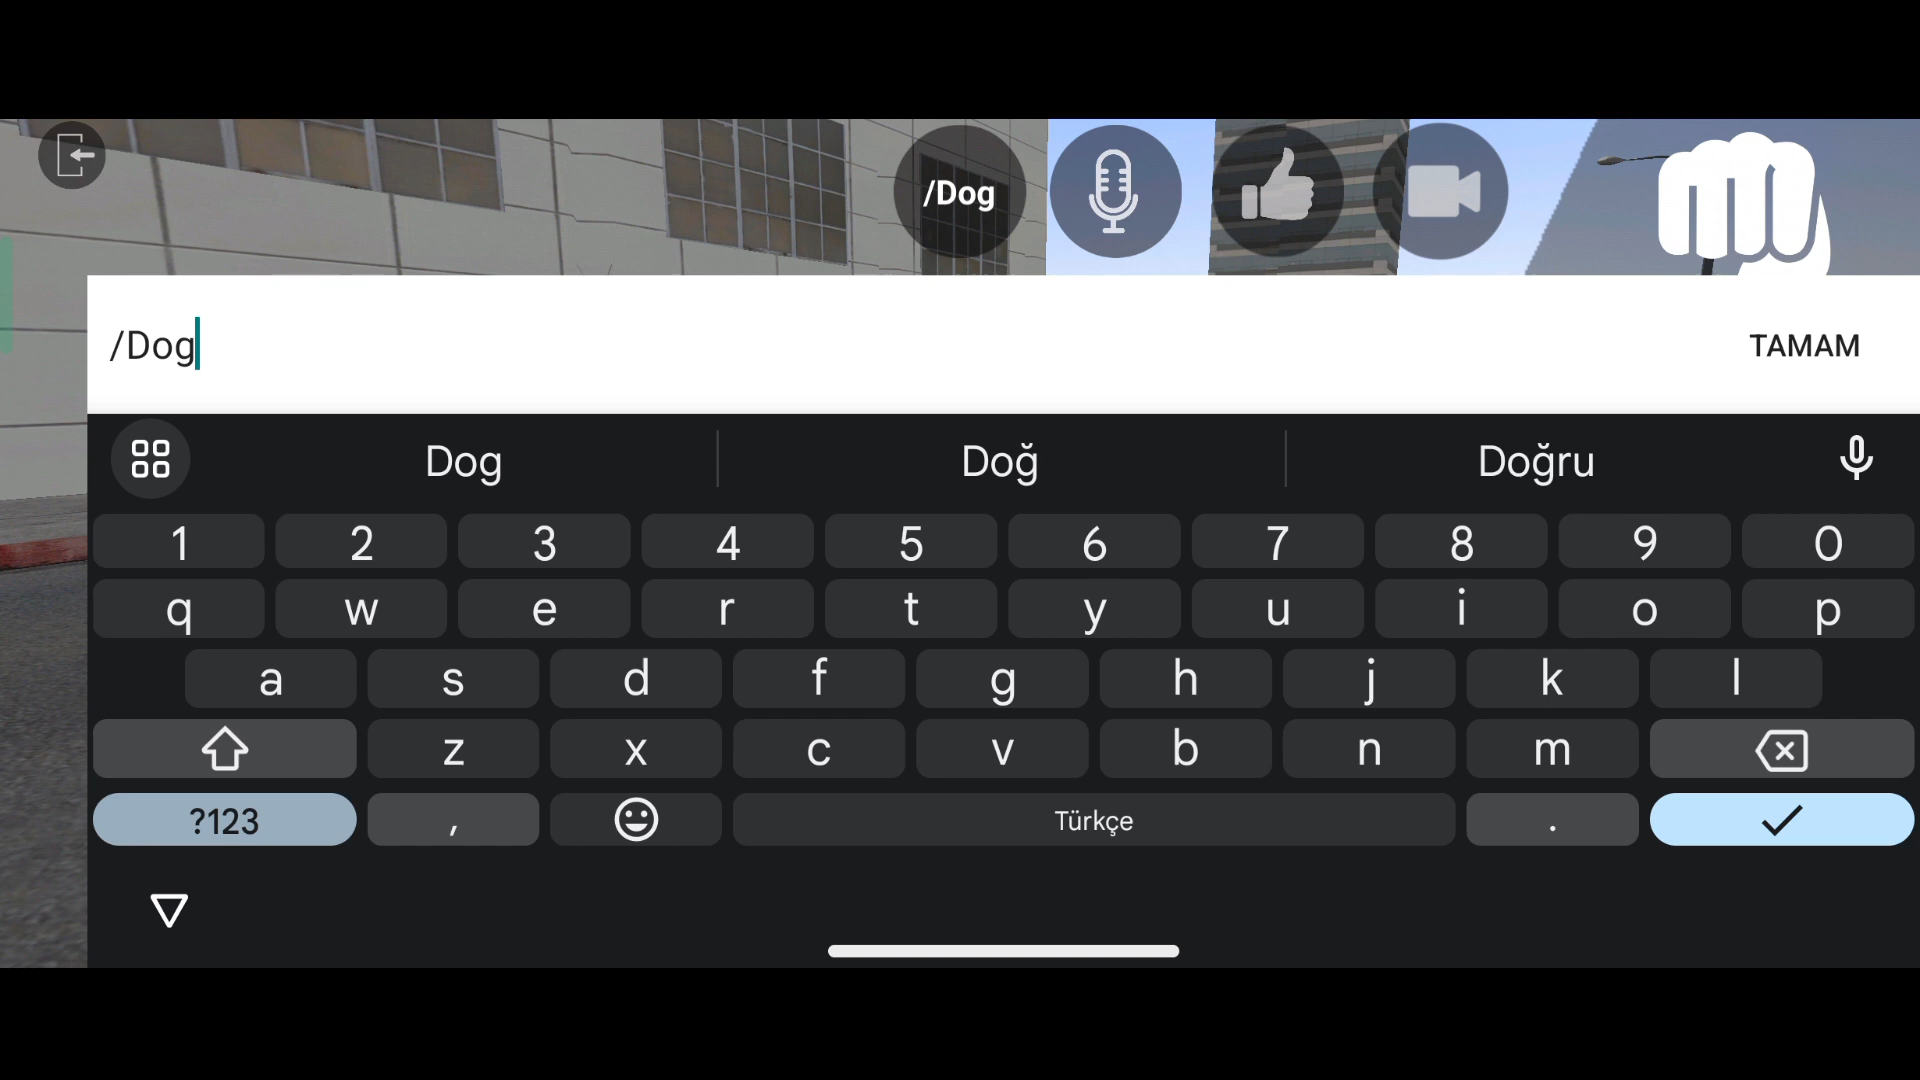 /Dog
/Dog
TAMAM
Dog
Doğ
Doğru
1 2 3 4 5 6 7 8 9 0
q w e r t y u i o p
a s d f g h j k l
z x c v b n m
?123 , Türkçe .